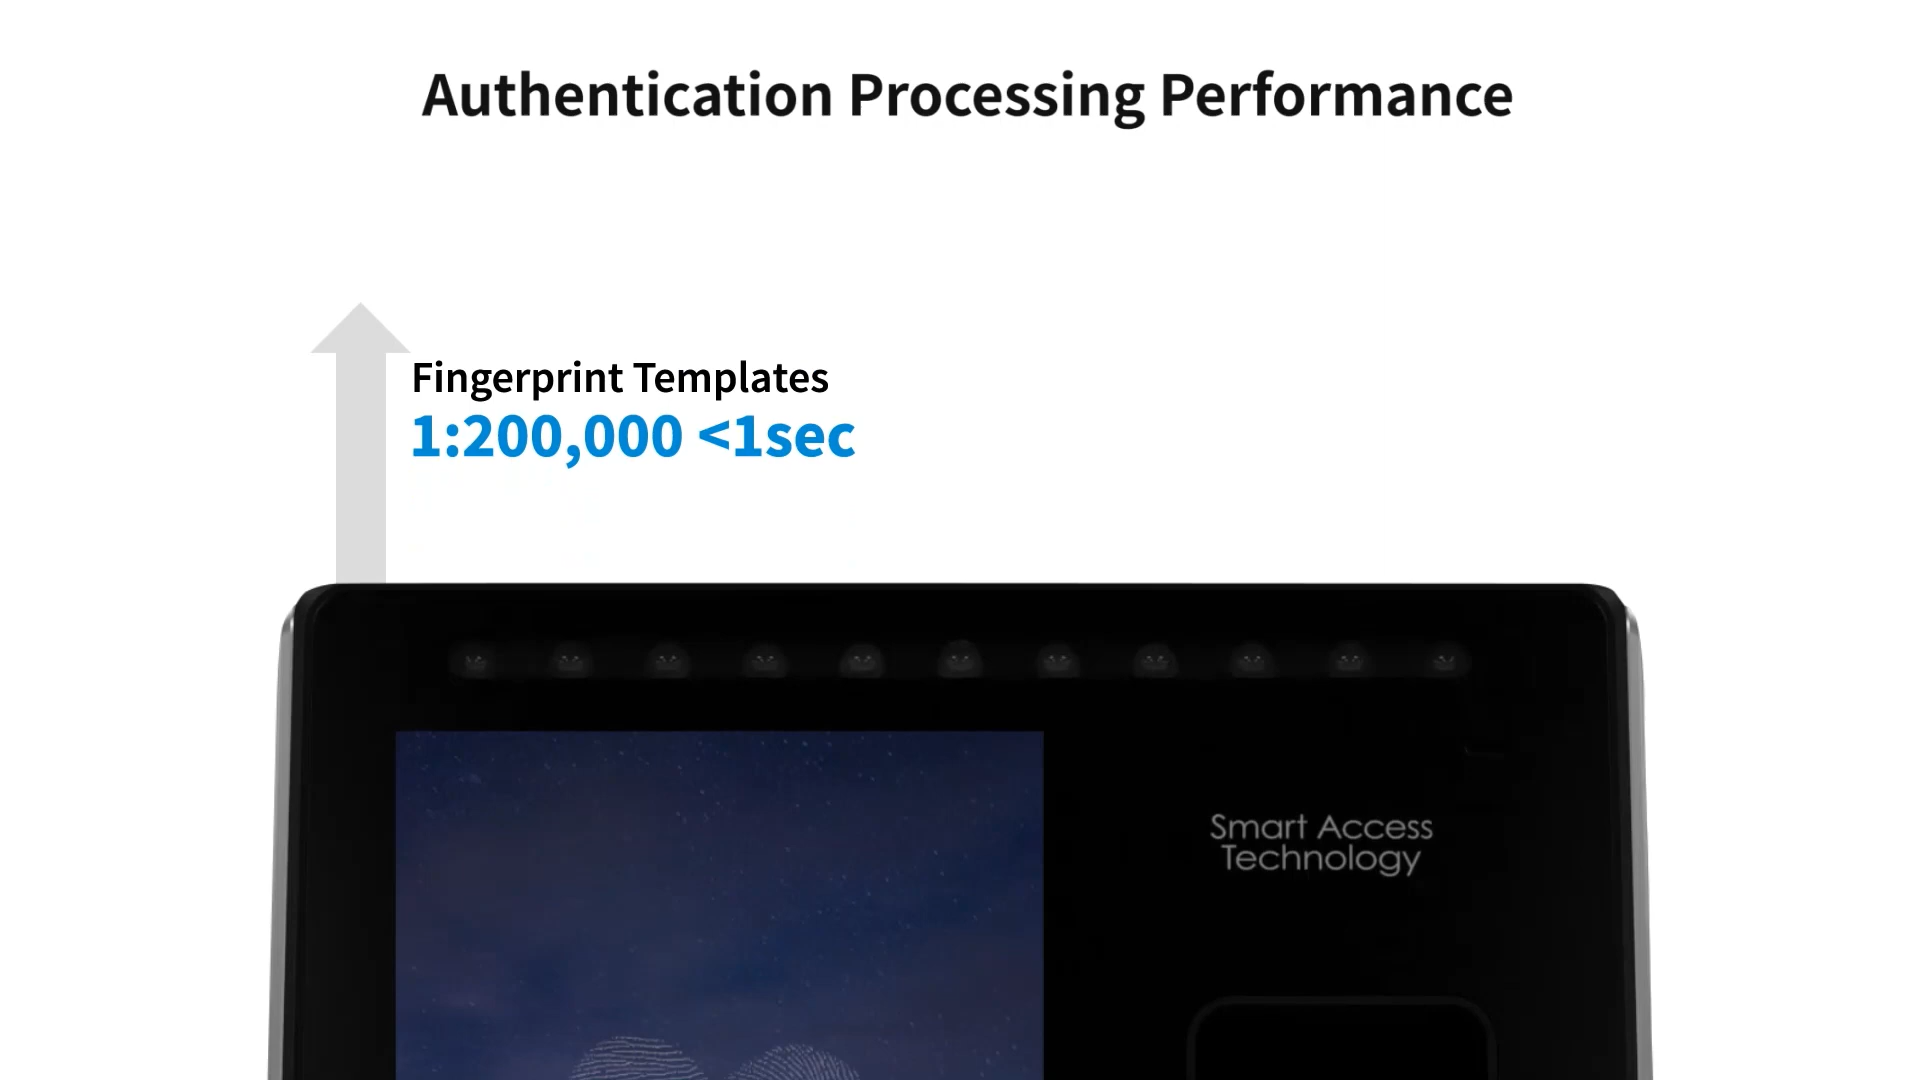 Authentication Processing Performance
Fingerprint Templates
1:200,000 <1sec
Smart Access
Technology